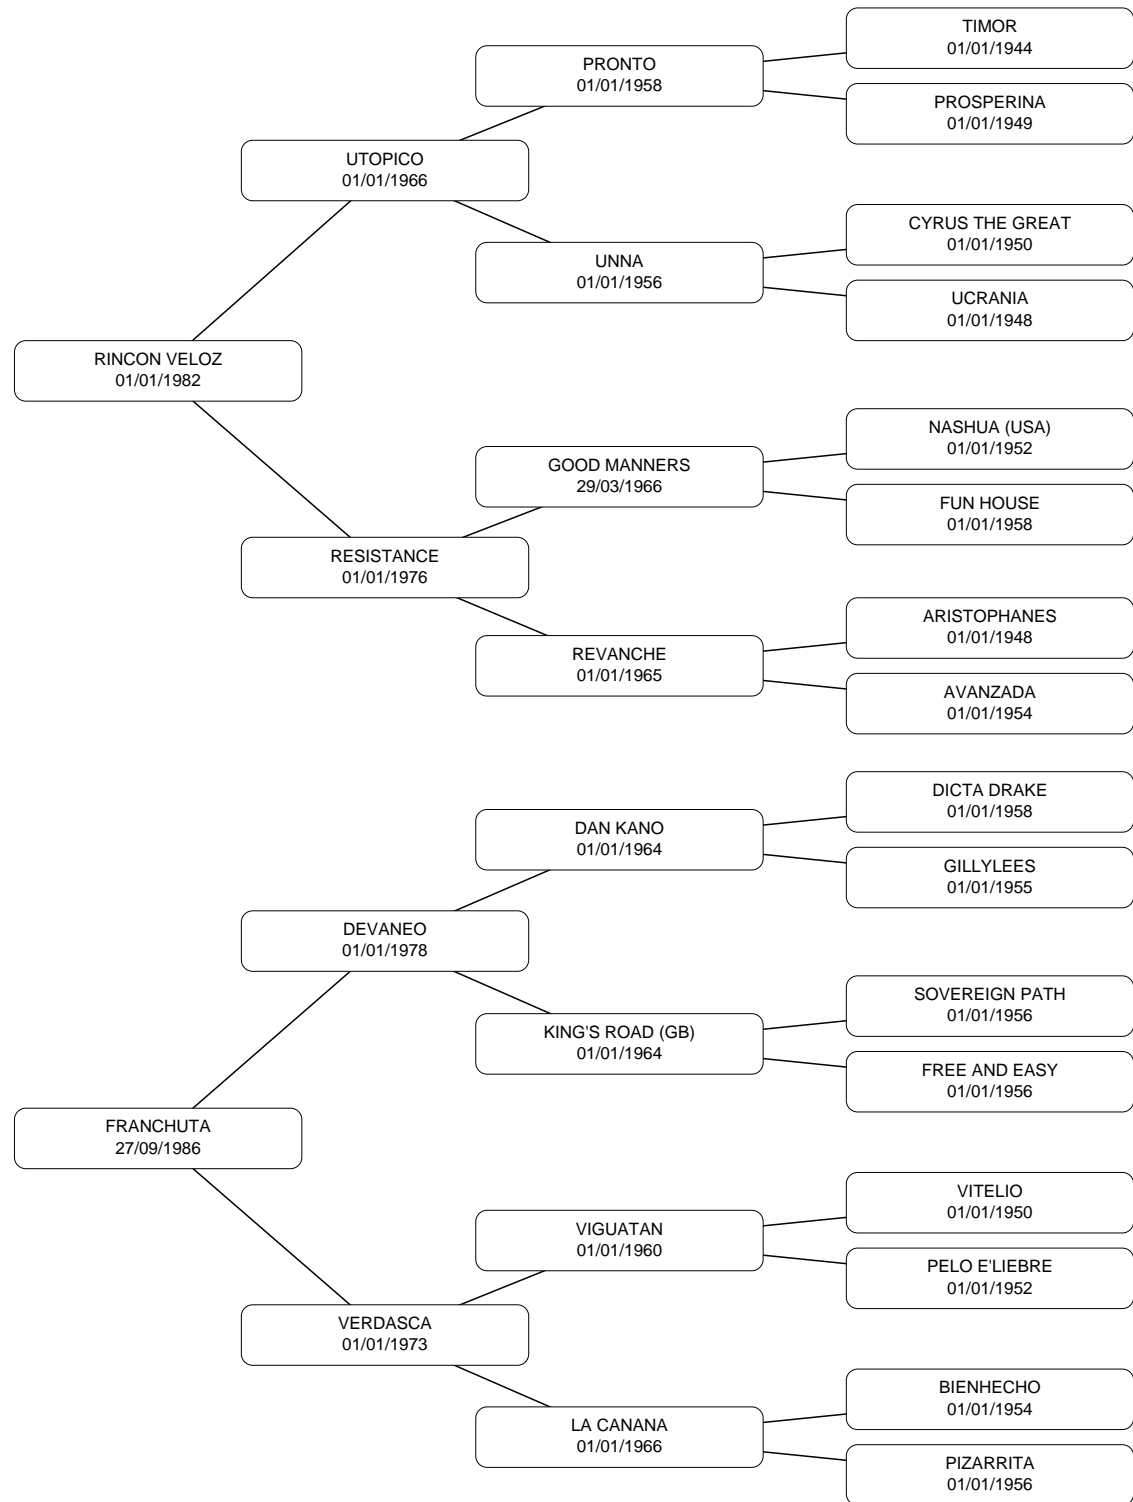 TIMOR
01/01/1944
PRONTO
01/01/1958
PROSPERINA
01/01/1949
UTOPICO
01/01/1966
CYRUS THE GREAT
01/01/1950
UNNA
01/01/1956
UCRANIA
01/01/1948
RINCON VELOZ
01/01/1982
NASHUA (USA)
01/01/1952
GOOD MANNERS
29/03/1966
FUN HOUSE
01/01/1958
RESISTANCE
01/01/1976
ARISTOPHANES
01/01/1948
REVANCHE
01/01/1965
AVANZADA
01/01/1954
DICTA DRAKE
01/01/1958
DAN KANO
01/01/1964
GILLYLEES
01/01/1955
DEVANEO
01/01/1978
SOVEREIGN PATH
01/01/1956
KING'S ROAD (GB)
01/01/1964
FREE AND EASY
01/01/1956
FRANCHUTA
27/09/1986
VITELIO
01/01/1950
VIGUATAN
01/01/1960
PELO E'LIEBRE
01/01/1952
VERDASCA
01/01/1973
BIENHECHO
01/01/1954
LA CANANA
01/01/1966
PIZARRITA
01/01/1956